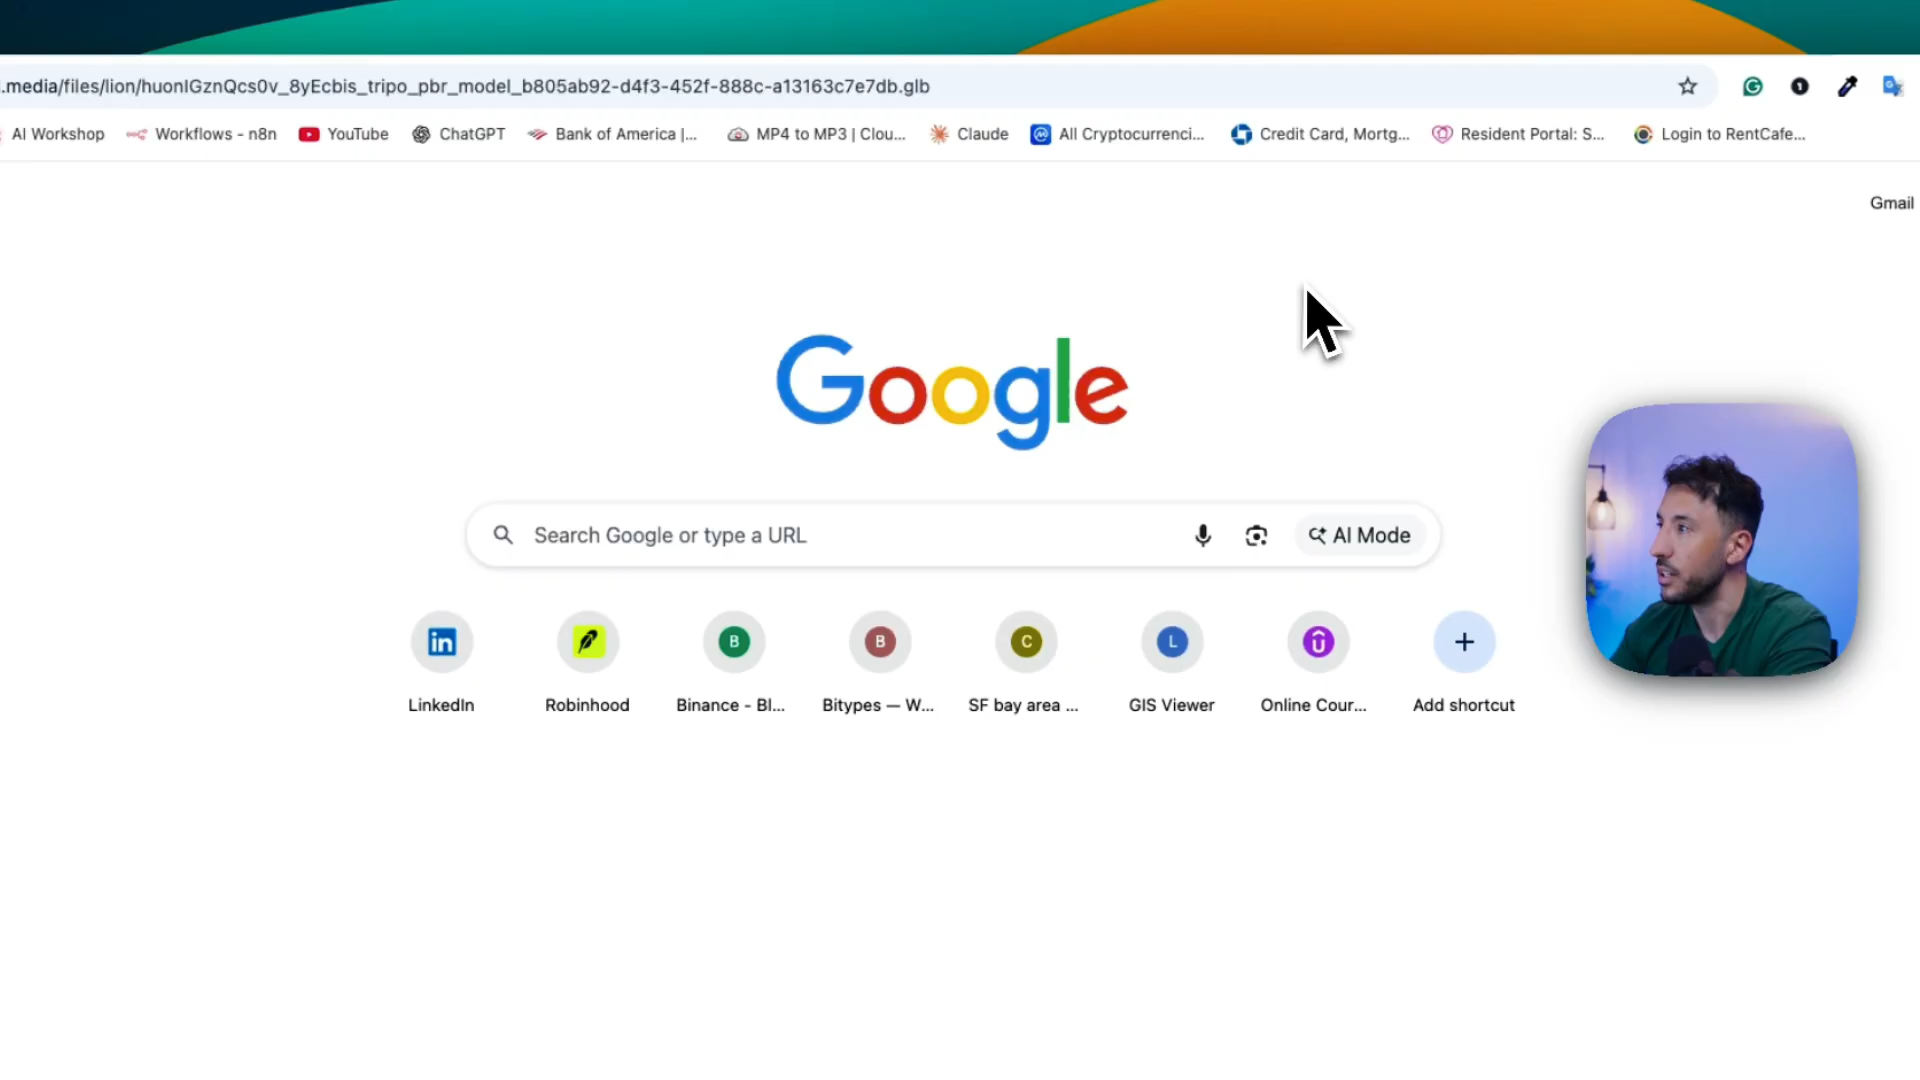 .media/files/lion/huonIGznQcs0v_8yEcbis_tripo_pbr_model_b805ab92-d4f3-452f-888c-a13163c7e7db.glb
AI Workshop Workflows - n8n YouTube ChatGPT Bank of America |... MP4 to MP3 | Clou... Claude All Cryptocurrenci... Credit Card, Mortg... Resident Portal: S... Login to RentCafe...
Gmail
Google
Search Google or type a URL AI Mode
in B B C L
LinkedIn Robinhood Binance - Bl... Bitypes — W... SF bay area ... GIS Viewer Online Cour... Add shortcut